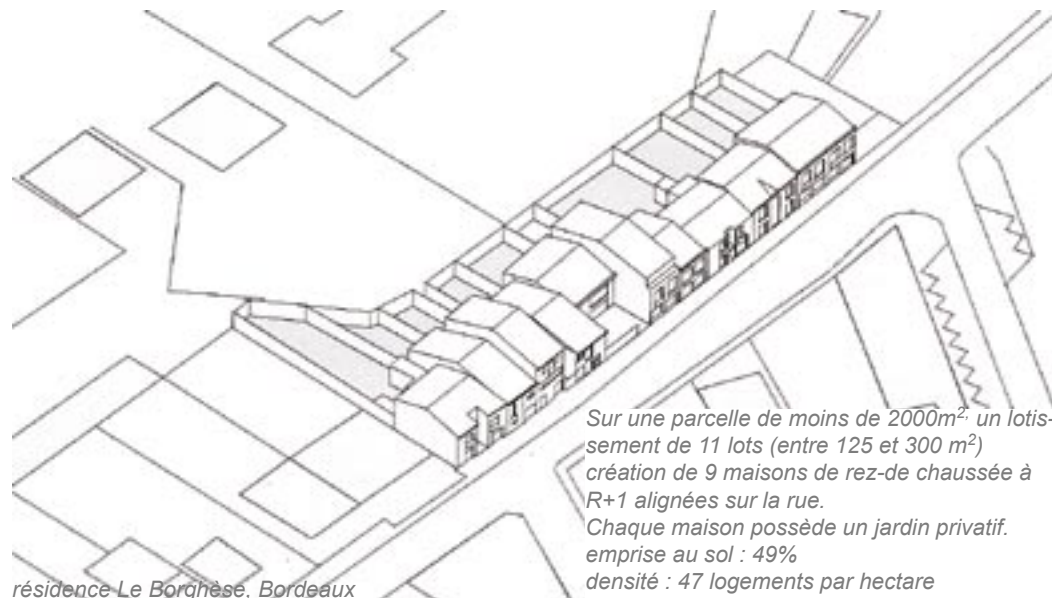 Sur une parcelle de moins de 2000m², un lotis-
sement de 11 lots (entre 125 et 300 m²)
création de 9 maisons de rez-de chaussée à
R+1 alignées sur la rue.
Chaque maison possède un jardin privatif.
emprise au sol : 49%
densité : 47 logements par hectare
résidence Le Borghèse, Bordeaux